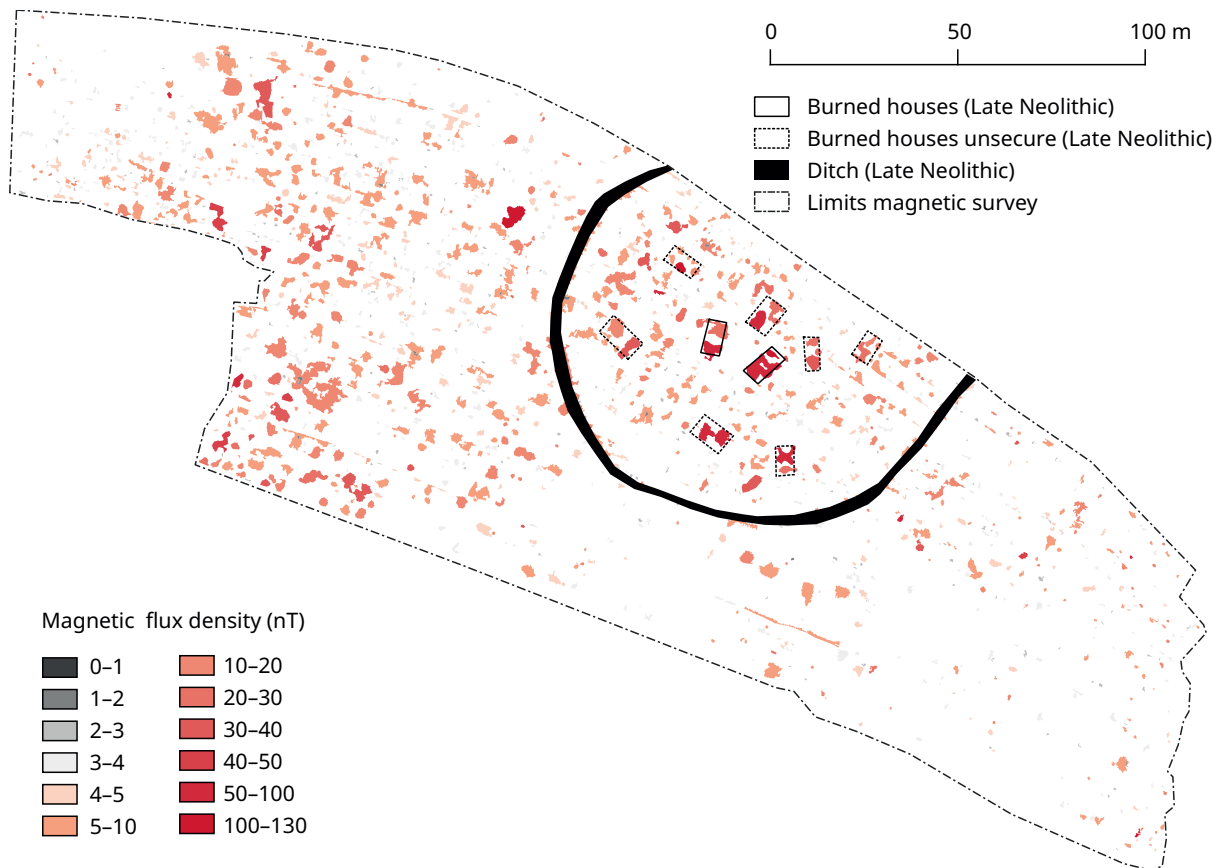 0 50 100 m
Burned houses (Late Neolithic)
Burned houses unsecure (Late Neolithic)
Ditch (Late Neolithic)
Limits magnetic survey
Magnetic flux density (nT)
0–1 10–20
1–2 20–30
2–3 30–40
3–4 40–50
4–5 50–100
5–10 100–130